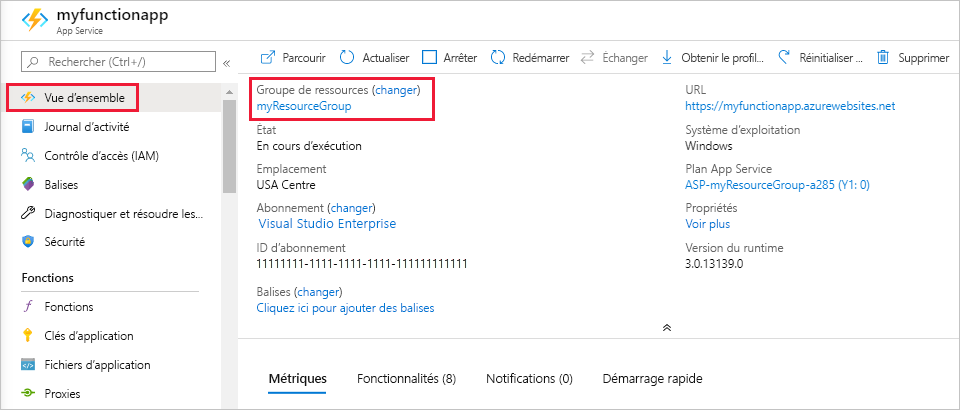 myfunctionapp
App Service
Rechercher (Ctrl+/)
Vue d’ensemble
Journal d’activité
Contrôle d’accès (IAM)
Balises
Diagnostiquer et résoudre les...
Sécurité
Fonctions
Fonctions
Clés d’application
Fichiers d’application
Proxies
Parcourir Actualiser Arrêter Redémarrer Échanger Obtenir le profil... Réinitialiser ... Supprimer
Groupe de ressources (changer)
myResourceGroup
État
En cours d’exécution
Emplacement
USA Centre
Abonnement (changer)
Visual Studio Enterprise
ID d’abonnement
11111111-1111-1111-1111-111111111111
Balises (changer)
Cliquez ici pour ajouter des balises
URL
https://myfunctionapp.azurewebsites.net
Système d’exploitation
Windows
Plan App Service
ASP-myResourceGroup-a285 (Y1: 0)
Propriétés
Voir plus
Version du runtime
3.0.13139.0
Métriques Fonctionnalités (8) Notifications (0) Démarrage rapide